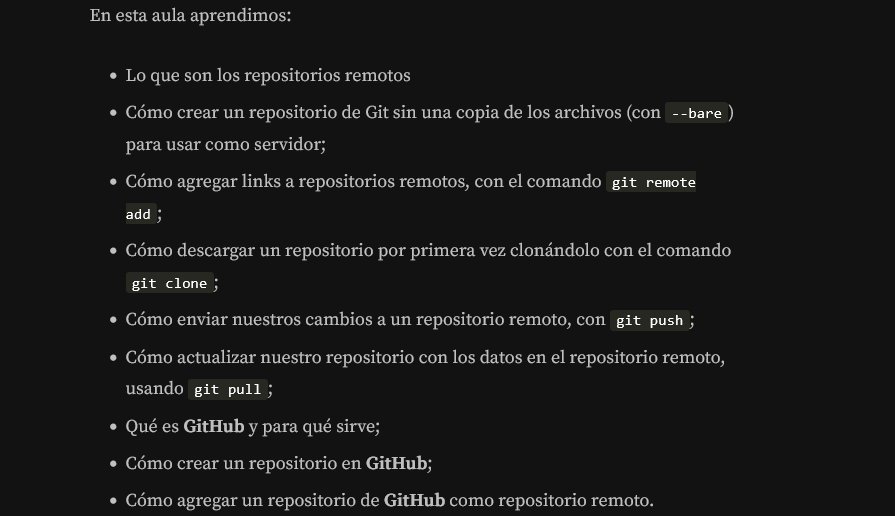 En esta aula aprendimos:
• Lo que son los repositorios remotos
• Cómo crear un repositorio de Git sin una copia de los archivos (con --bare)
para usar como servidor;
• Cómo agregar links a repositorios remotos, con el comando git remote
add;
• Cómo descargar un repositorio por primera vez clonándolo con el comando
git clone;
• Cómo enviar nuestros cambios a un repositorio remoto, con git push;
• Cómo actualizar nuestro repositorio con los datos en el repositorio remoto,
usando git pull;
• Qué es GitHub y para qué sirve;
• Cómo crear un repositorio en GitHub;
• Cómo agregar un repositorio de GitHub como repositorio remoto.